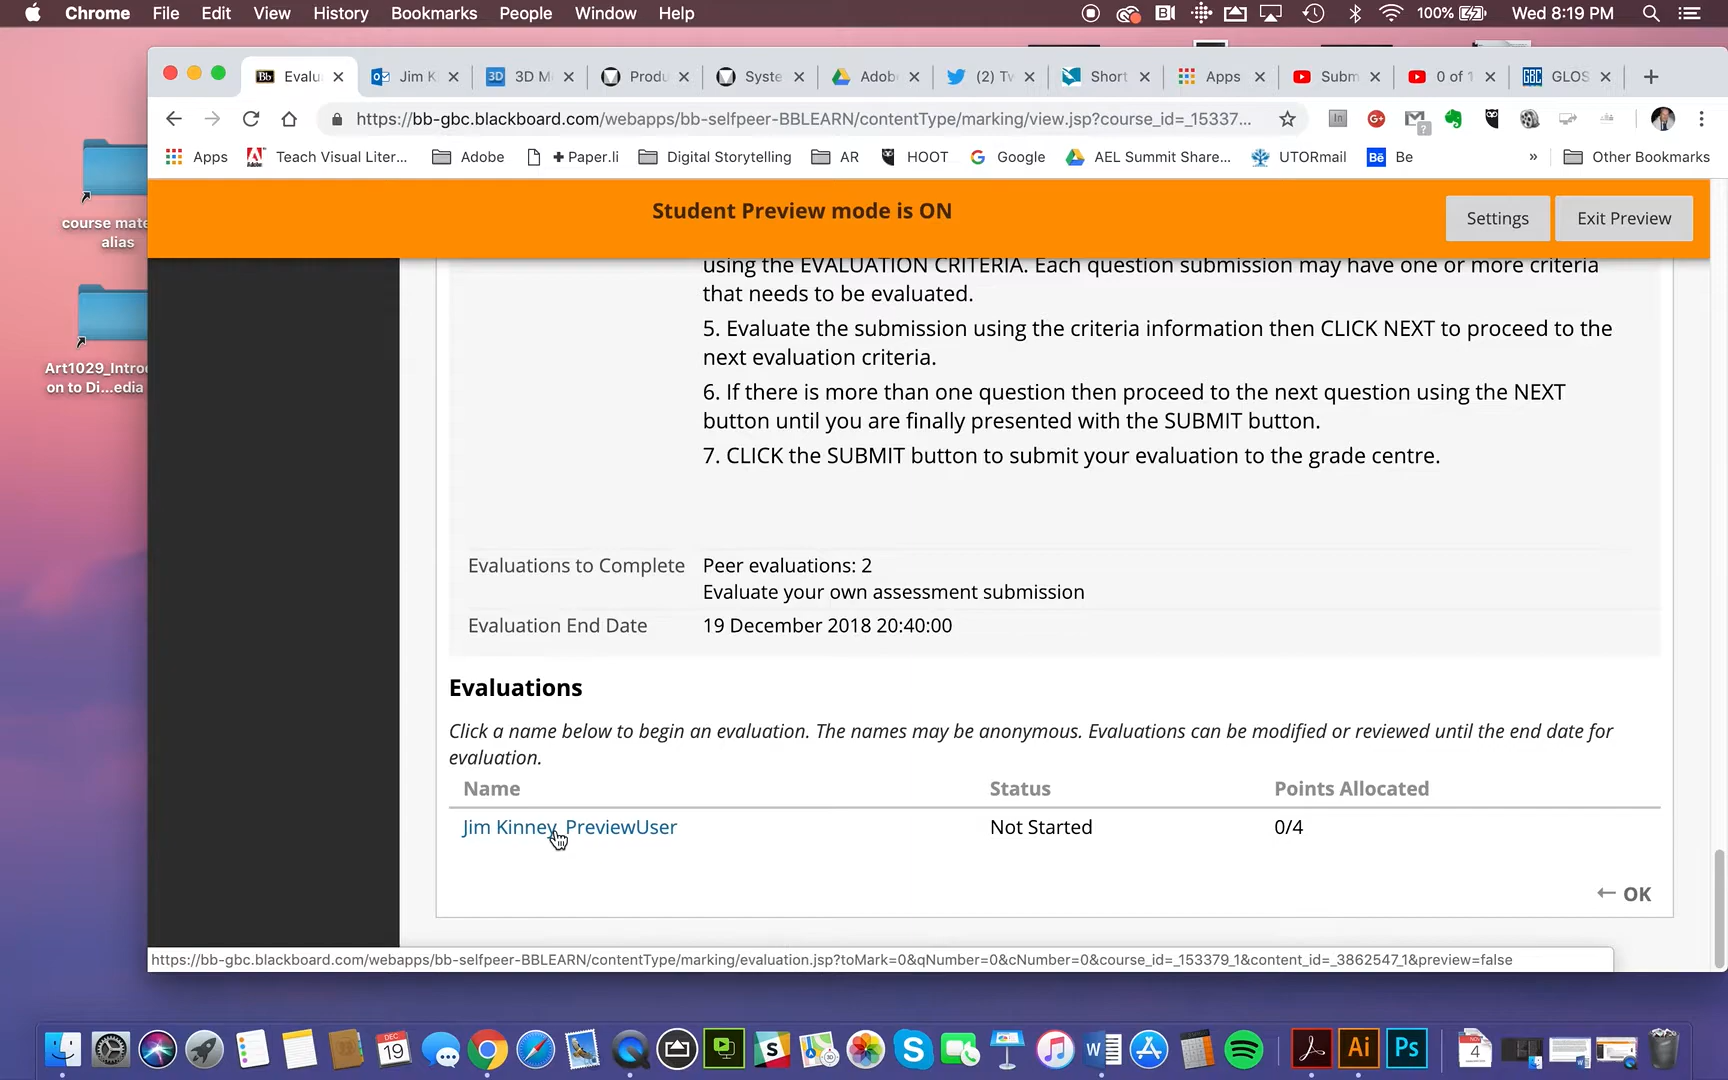 Chrome File Edit View History Bookmarks People Window Help 100% Wed 8:19 PM
Evalu Jim K 3D M Produ Syste Adob (2) Tw Short Apps Subm 0 of 1 GLOS
https://bb-gbc.blackboard.com/webapps/bb-selfpeer-BBLEARN/contentType/marking/view.jsp?course_id=_15337...
Apps Teach Visual Liter... Adobe + Paper.li Digital Storytelling AR HOOT Google AEL Summit Share... UTORmail Be » Other Bookmarks
Student Preview mode is ON
Settings Exit Preview
course mate
alias
Art1029_Intro
on to Di...edia
using the EVALUATION CRITERIA. Each question submission may have one or more criteria
that needs to be evaluated.
5. Evaluate the submission using the criteria information then CLICK NEXT to proceed to the
next evaluation criteria.
6. If there is more than one question then proceed to the next question using the NEXT
button until you are finally presented with the SUBMIT button.
7. CLICK the SUBMIT button to submit your evaluation to the grade centre.
Evaluations to Complete Peer evaluations: 2
Evaluate your own assessment submission
Evaluation End Date 19 December 2018 20:40:00
Evaluations
Click a name below to begin an evaluation. The names may be anonymous. Evaluations can be modified or reviewed until the end date for
evaluation.
Name Status Points Allocated
Jim Kinney_PreviewUser Not Started 0/4
← OK
https://bb-gbc.blackboard.com/webapps/bb-selfpeer-BBLEARN/contentType/marking/evaluation.jsp?toMark=0&qNumber=0&cNumber=0&course_id=_153379_1&content_id=_3862547_1&preview=false
DEC
19
Ai Ps